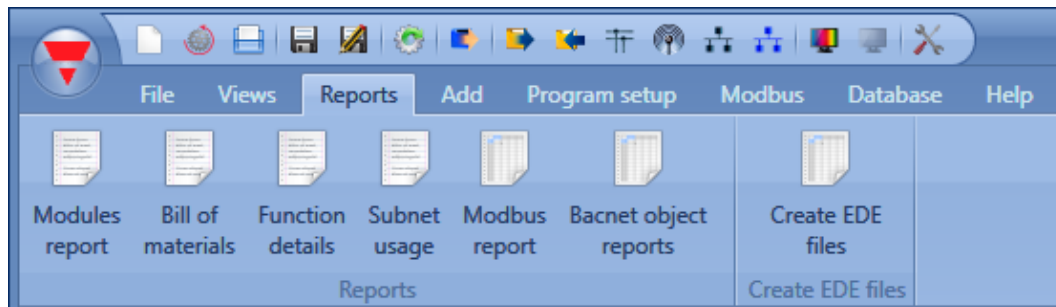 File Views Reports Add Program setup Modbus Database Help
Modules Bill of Function Subnet Modbus Bacnet object Create EDE
report materials details usage report reports files
Reports Create EDE files